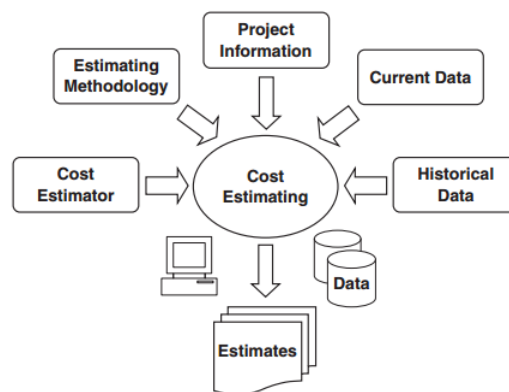 Project
Information
Estimating
Methodology
Current Data
Cost
Estimator
Cost
Estimating
Historical
Data
Data
Estimates